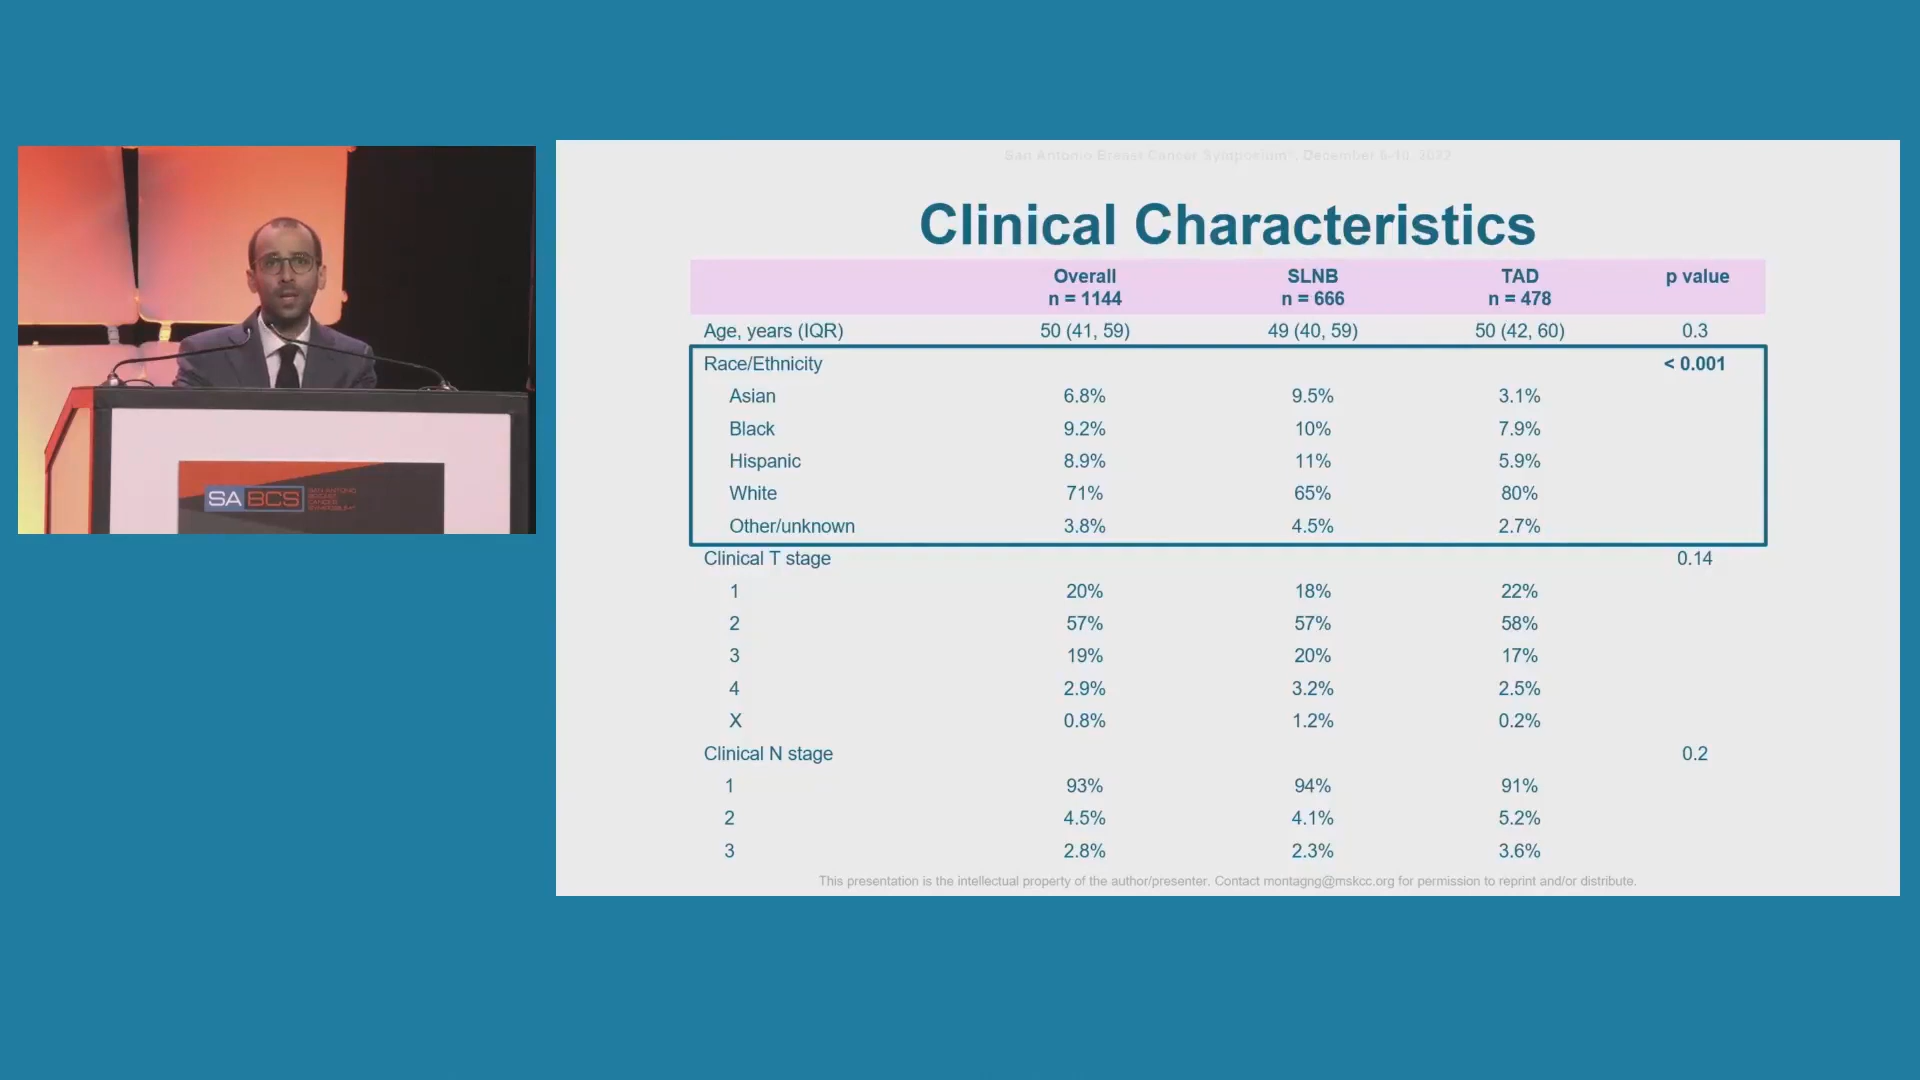 SA BCS
SAN ANTONIO
BREAST
CANCER
SYMPOSIUM®
San Antonio Breast Cancer Symposium®, December 6-10, 2022
Clinical Characteristics
Overall SLNB TAD p value
n = 1144 n = 666 n = 478
Age, years (IQR) 50 (41, 59) 49 (40, 59) 50 (42, 60) 0.3
Race/Ethnicity < 0.001
Asian 6.8% 9.5% 3.1%
Black 9.2% 10% 7.9%
Hispanic 8.9% 11% 5.9%
White 71% 65% 80%
Other/unknown 3.8% 4.5% 2.7%
Clinical T stage 0.14
1 20% 18% 22%
2 57% 57% 58%
3 19% 20% 17%
4 2.9% 3.2% 2.5%
X 0.8% 1.2% 0.2%
Clinical N stage 0.2
1 93% 94% 91%
2 4.5% 4.1% 5.2%
3 2.8% 2.3% 3.6%
This presentation is the intellectual property of the author/presenter. Contact montagng@mskcc.org for permission to reprint and/or distribute.